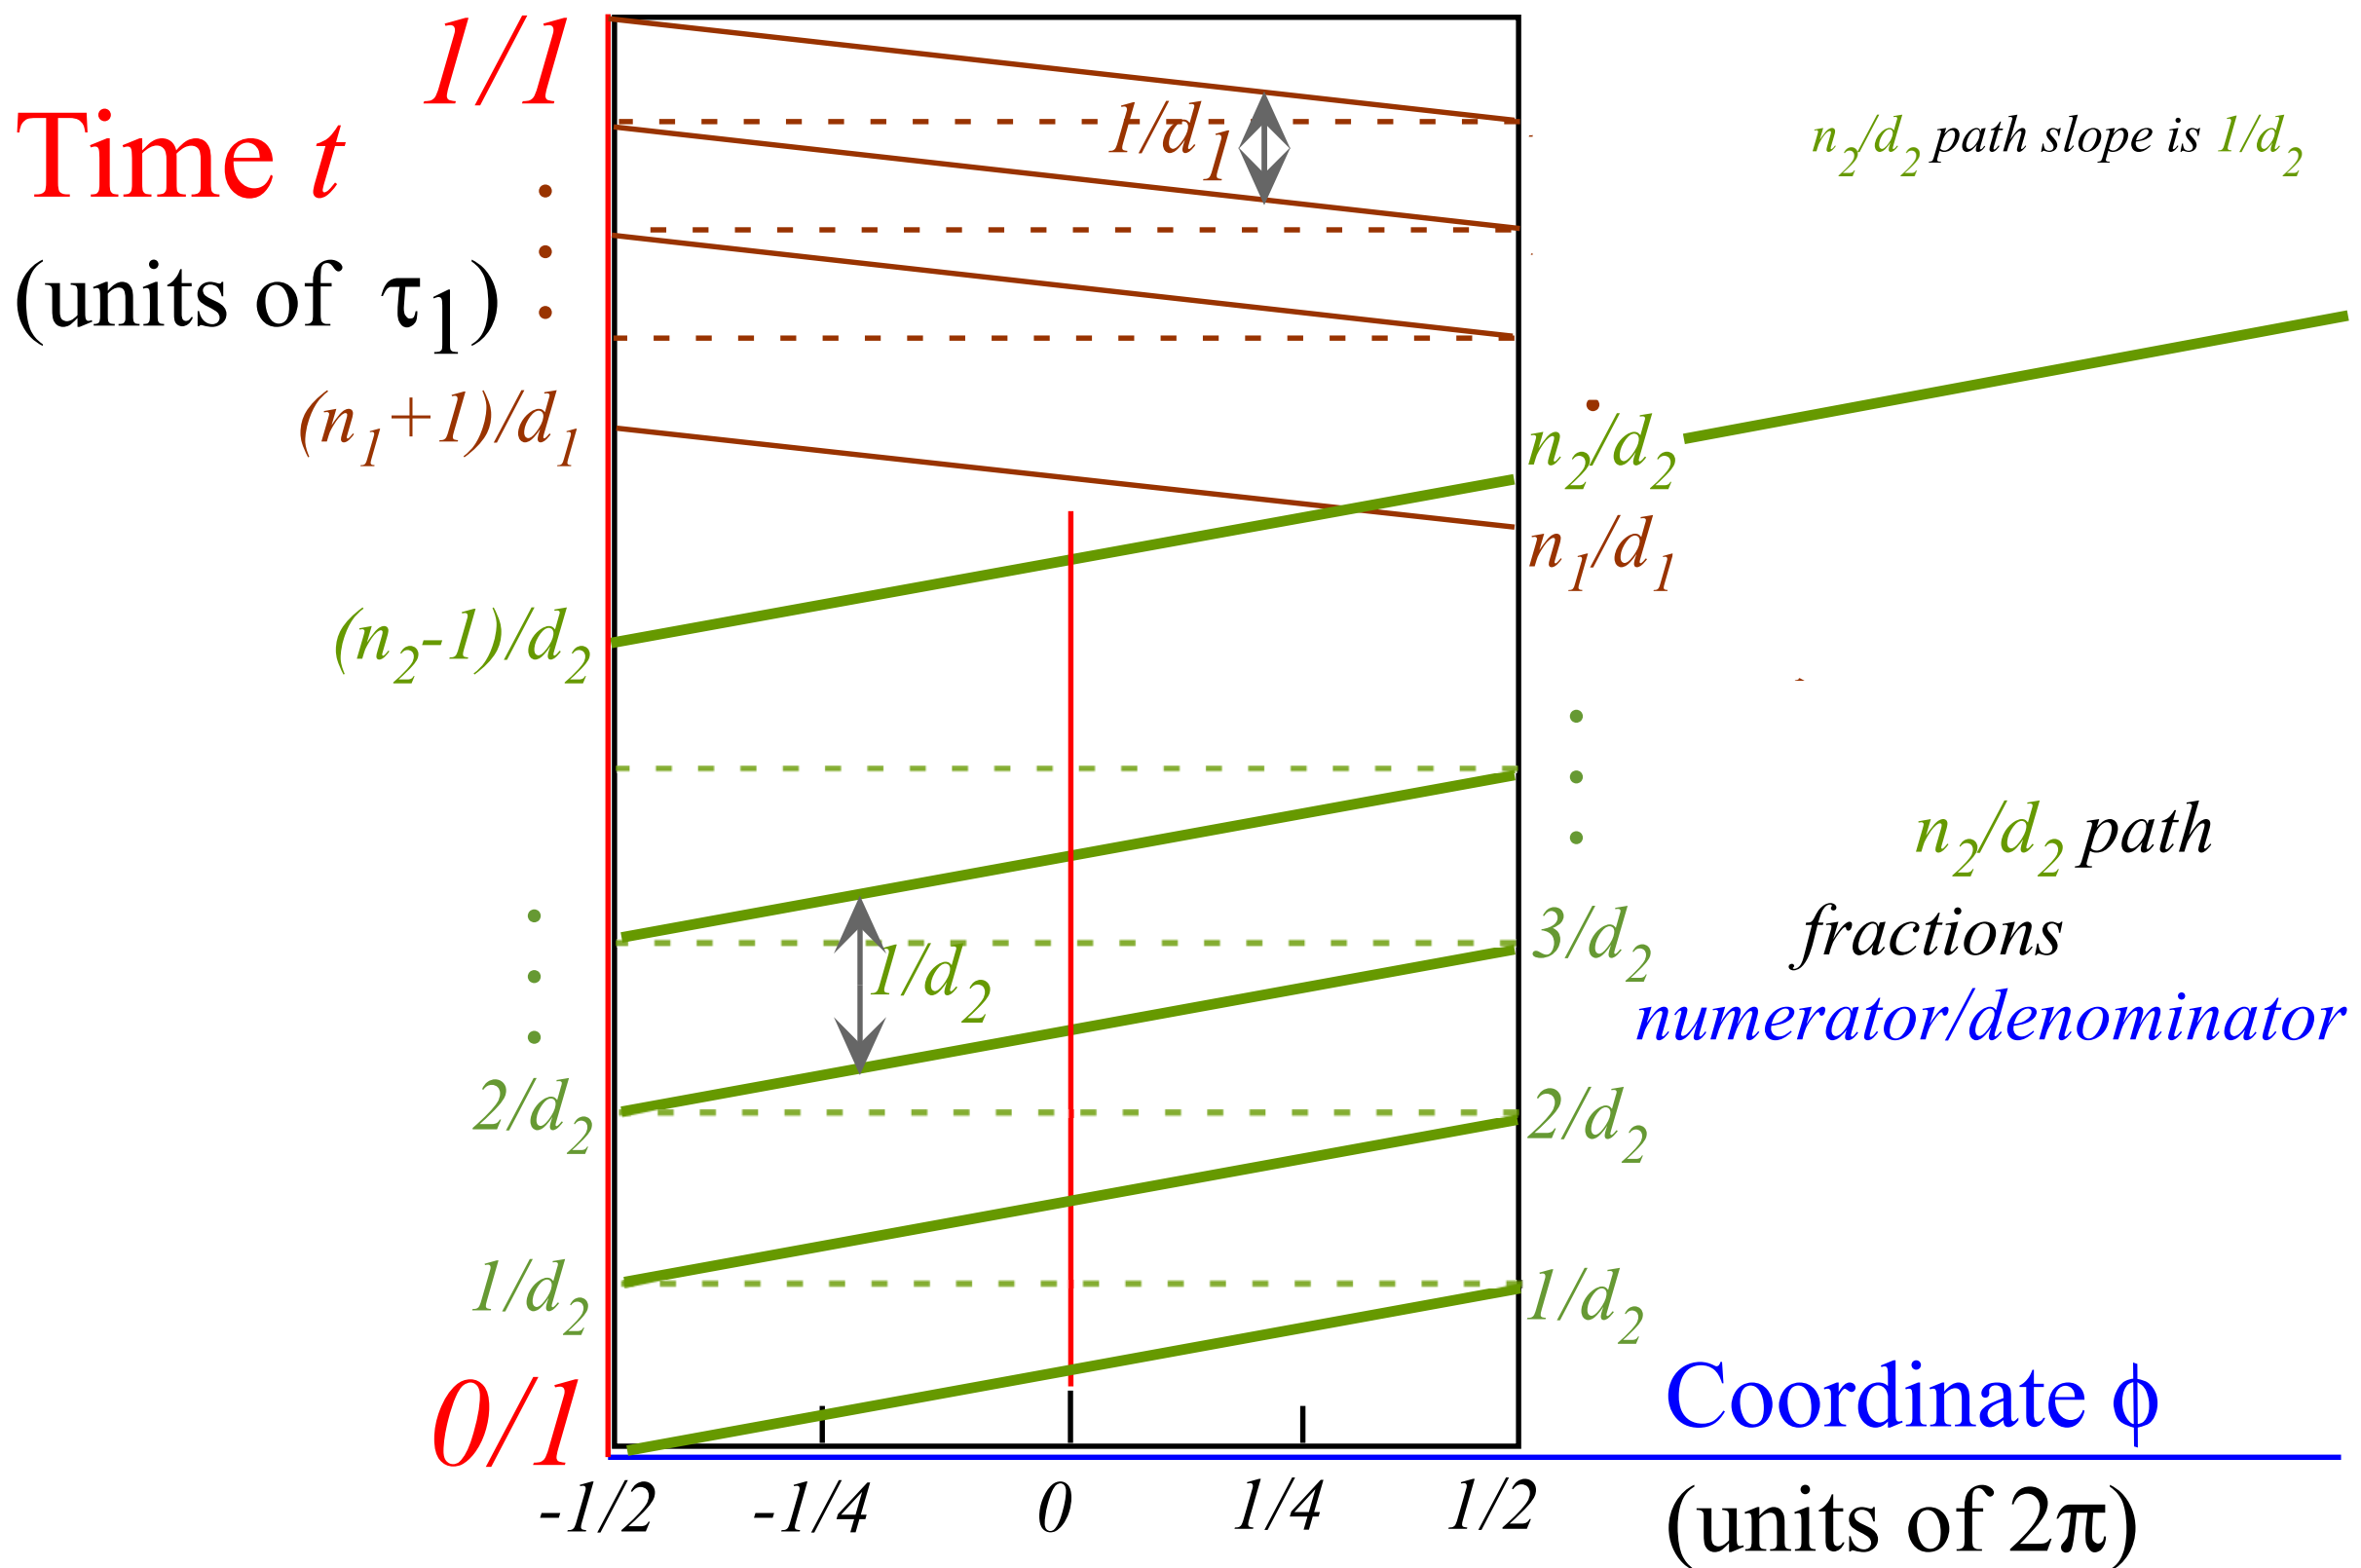 1/1
Time t
(units of τ1)
1/d1
n2/d2 path slope is 1/d2
(n1+1)/d1
n2/d2
n1/d1
(n2-1)/d2
n2/d2 path
fractions
numerator/denominator
3/d2
1/d2
2/d2
2/d2
1/d2
1/d2
0/1
Coordinate ϕ
(units of 2π)
-1/2 -1/4 0 1/4 1/2